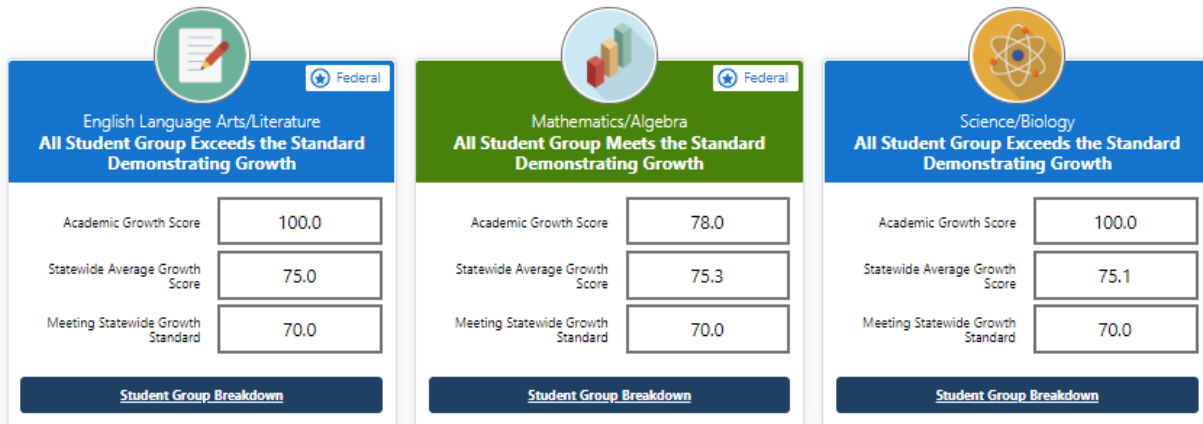 Federal
English Language Arts/Literature
All Student Group Exceeds the Standard
Demonstrating Growth
Academic Growth Score
100.0
Statewide Average Growth
Score
75.0
Meeting Statewide Growth
Standard
70.0
Student Group Breakdown
Federal
Mathematics/Algebra
All Student Group Meets the Standard
Demonstrating Growth
Academic Growth Score
78.0
Statewide Average Growth
Score
75.3
Meeting Statewide Growth
Standard
70.0
Student Group Breakdown
Science/Biology
All Student Group Exceeds the Standard
Demonstrating Growth
Academic Growth Score
100.0
Statewide Average Growth
Score
75.1
Meeting Statewide Growth
Standard
70.0
Student Group Breakdown